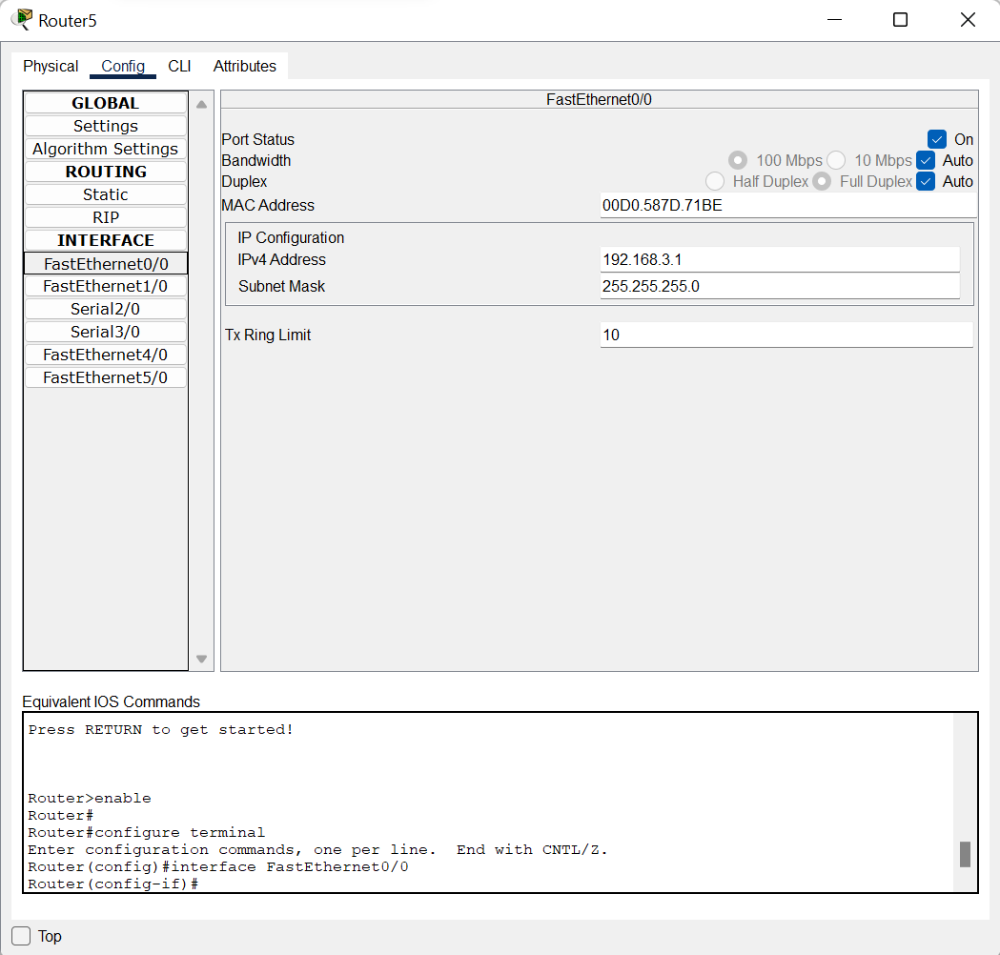 Router5
Physical Config CLI Attributes
GLOBAL
Settings
Algorithm Settings
ROUTING
Static
RIP
INTERFACE
FastEthernet0/0
FastEthernet1/0
Serial2/0
Serial3/0
FastEthernet4/0
FastEthernet5/0
FastEthernet0/0
Port Status On
Bandwidth 100 Mbps 10 Mbps Auto
Duplex Half Duplex Full Duplex Auto
MAC Address 00D0.587D.71BE
IP Configuration
IPv4 Address 192.168.3.1
Subnet Mask 255.255.255.0
Tx Ring Limit 10
Equivalent IOS Commands
Press RETURN to get started!
Router>enable
Router#
Router#configure terminal
Enter configuration commands, one per line.  End with CNTL/Z.
Router(config)#interface FastEthernet0/0
Router(config-if)#
Top